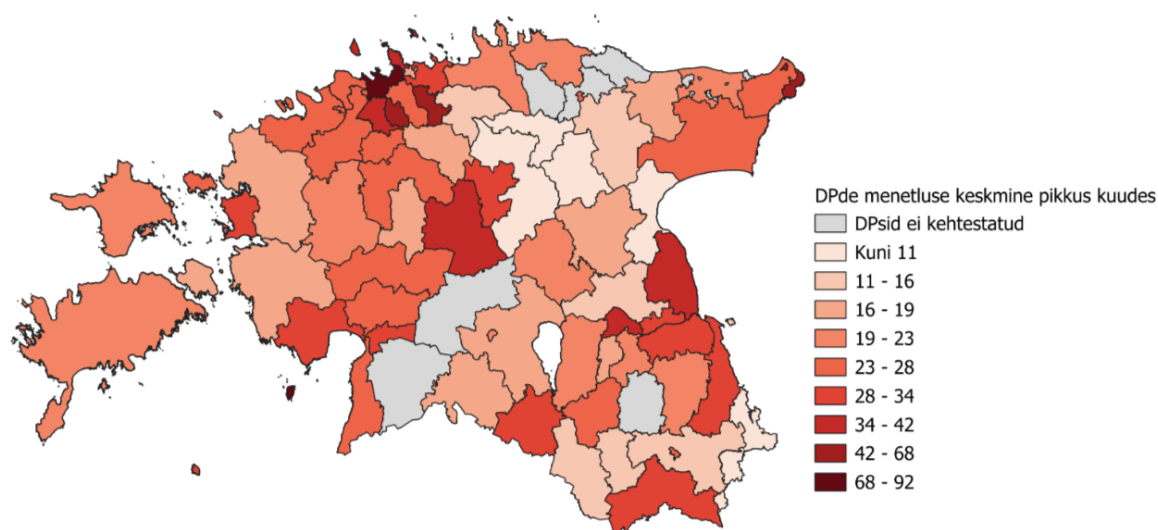 DPde menetluse keskmine pikkus kuudes
DPsid ei kehtestatud
Kuni 11
11 - 16
16 - 19
19 - 23
23 - 28
28 - 34
34 - 42
42 - 68
68 - 92